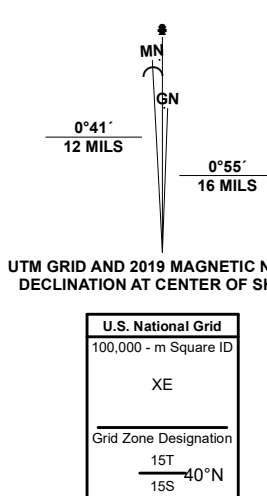 MN
GN
0°41´
12 MILS
0°55´
16 MILS
UTM GRID AND 2019 MAGNETIC
DECLINATION AT CENTER OF
U.S. National Grid
100,000 - m Square ID
XE
Grid Zone Designation
15T
40°N
15S